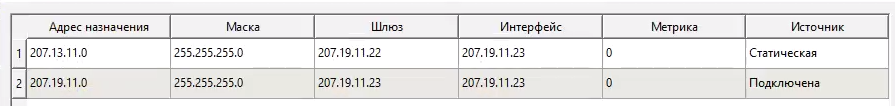 Адрес назначения Маска Шлюз Интерфейс Метрика Источник
1 207.13.11.0 255.255.255.0 207.19.11.22 207.19.11.23 0 Статическая
2 207.19.11.0 255.255.255.0 207.19.11.23 207.19.11.23 0 Подключена